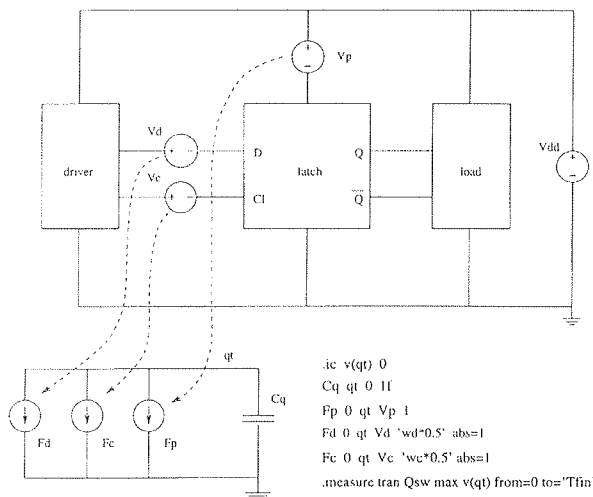 Vp
Vd
Vc
driver
D
Cl
latch
Q
Q
load
Vdd
qt
Fd
Fc
Fp
Cq
.ic v(qt) 0
Cq qt 0 1f
Fp 0 qt Vp 1
Fd 0 qt Vd 'wd*0.5' abs=1
Fc 0 qt Vc 'wc*0.5' abs=1
.measure tran Qsw max v(qt) from=0 to='Tfin'